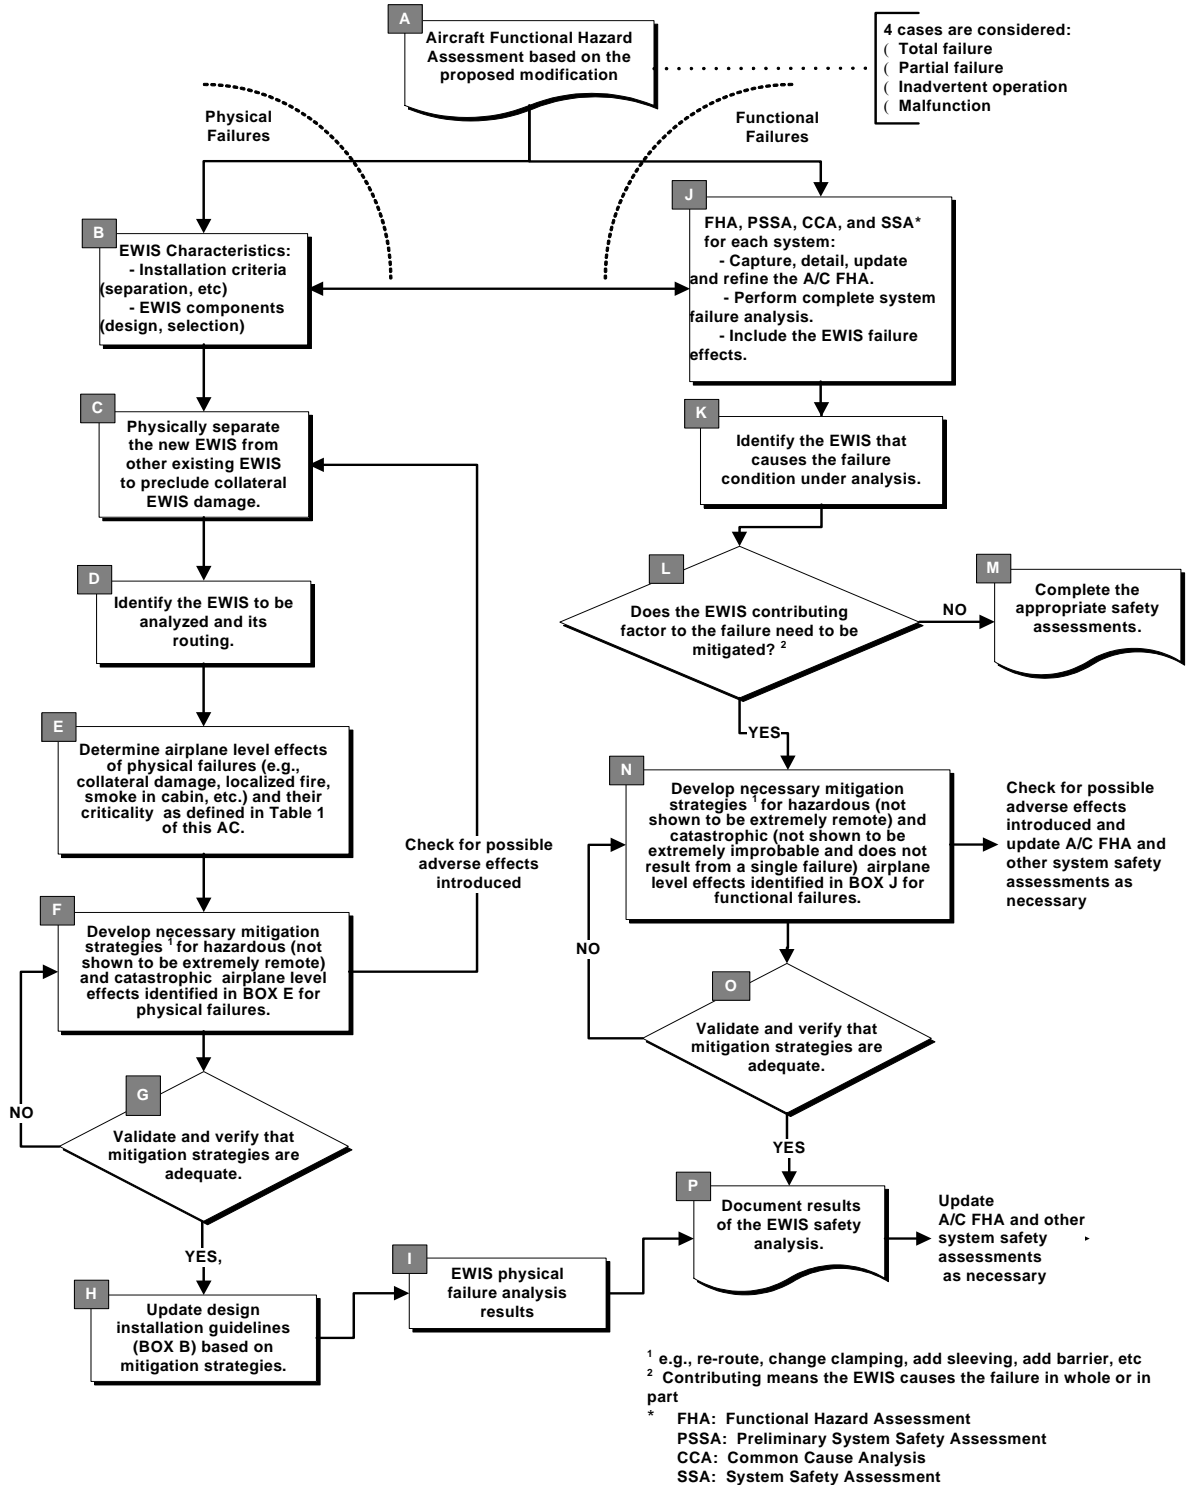 A
Aircraft Functional Hazard
Assessment based on the
proposed modification
4 cases are considered:
( Total failure
( Partial failure
( Inadvertent operation
( Malfunction
Physical
Failures
Functional
Failures
B
EWIS Characteristics:
- Installation criteria
(separation, etc)
- EWIS components
(design, selection)
J
FHA, PSSA, CCA, and SSA*
for each system:
- Capture, detail, update
and refine the A/C FHA.
- Perform complete system
failure analysis.
- Include the EWIS failure
effects.
C
Physically separate
the new EWIS from
other existing EWIS
to preclude collateral
EWIS damage.
K
Identify the EWIS that
causes the failure
condition under analysis.
D
Identify the EWIS to be
analyzed and its
routing.
L
Does the EWIS contributing
factor to the failure need to be
mitigated? 2
NO
M
Complete the
appropriate safety
assessments.
YES
E
Determine airplane level effects
of physical failures (e.g.,
collateral damage, localized fire,
smoke in cabin, etc.) and their
criticality as defined in Table 1
of this AC.
N
Develop necessary mitigation
strategies 1 for hazardous (not
shown to be extremely remote) and
catastrophic (not shown to be
extremely improbable and does not
result from a single failure) airplane
level effects identified in BOX J for
functional failures.
Check for possible
adverse effects
introduced and
update A/C FHA and
other system safety
assessments as
necessary
Check for possible
adverse effects
introduced
F
Develop necessary mitigation
strategies 1 for hazardous (not
shown to be extremely remote)
and catastrophic airplane level
effects identified in BOX E for
physical failures.
NO
O
Validate and verify that
mitigation strategies are
adequate.
G
NO
Validate and verify that
mitigation strategies are
adequate.
YES
YES,
P
Document results
of the EWIS safety
analysis.
Update
A/C FHA and other
system safety
assessments
as necessary
H
Update design
installation guidelines
(BOX B) based on
mitigation strategies.
I
EWIS physical
failure analysis
results
1 e.g., re-route, change clamping, add sleeving, add barrier, etc
2 Contributing means the EWIS causes the failure in whole or in
part
* FHA: Functional Hazard Assessment
PSSA: Preliminary System Safety Assessment
CCA: Common Cause Analysis
SSA: System Safety Assessment